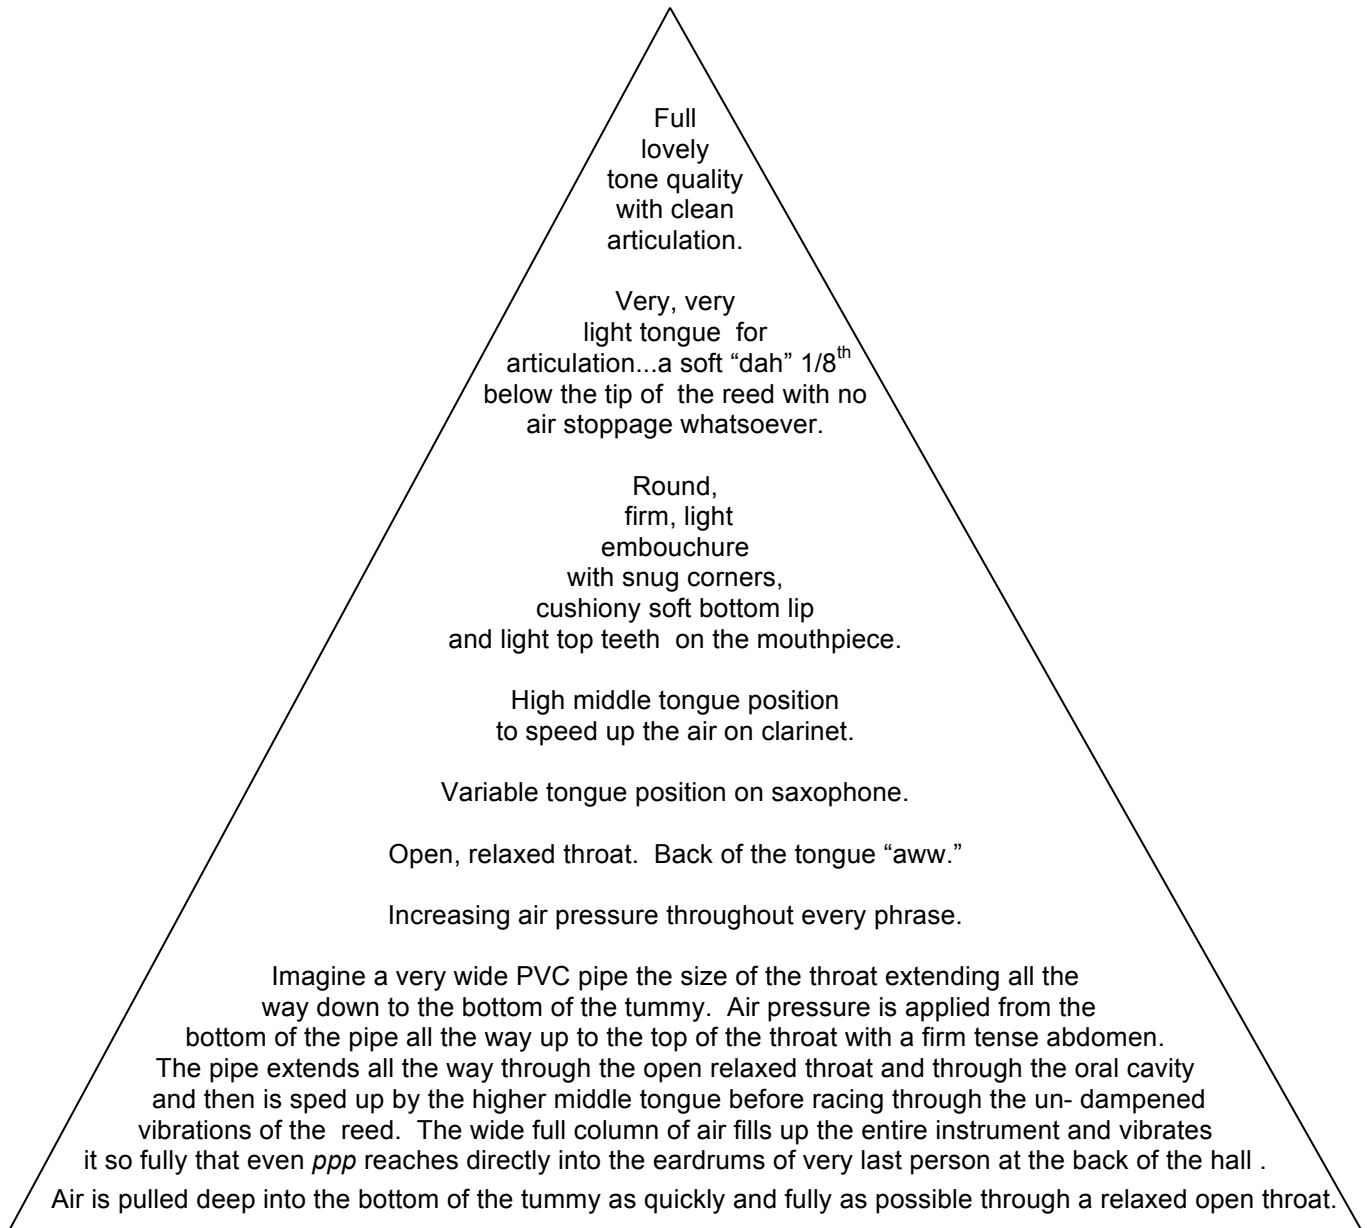 Full
lovely
tone quality
with clean
articulation.
Very, very
light tongue for
articulation...a soft “dah” 1/8th
below the tip of the reed with no
air stoppage whatsoever.
Round,
firm, light
embouchure
with snug corners,
cushiony soft bottom lip
and light top teeth on the mouthpiece.
High middle tongue position
to speed up the air on clarinet.
Variable tongue position on saxophone.
Open, relaxed throat. Back of the tongue “aww.”
Increasing air pressure throughout every phrase.
Imagine a very wide PVC pipe the size of the throat extending all the
way down to the bottom of the tummy. Air pressure is applied from the
bottom of the pipe all the way up to the top of the throat with a firm tense abdomen.
The pipe extends all the way through the open relaxed throat and through the oral cavity
and then is sped up by the higher middle tongue before racing through the un- dampened
vibrations of the reed. The wide full column of air fills up the entire instrument and vibrates
it so fully that even ppp reaches directly into the eardrums of very last person at the back of the hall .
Air is pulled deep into the bottom of the tummy as quickly and fully as possible through a relaxed open throat.